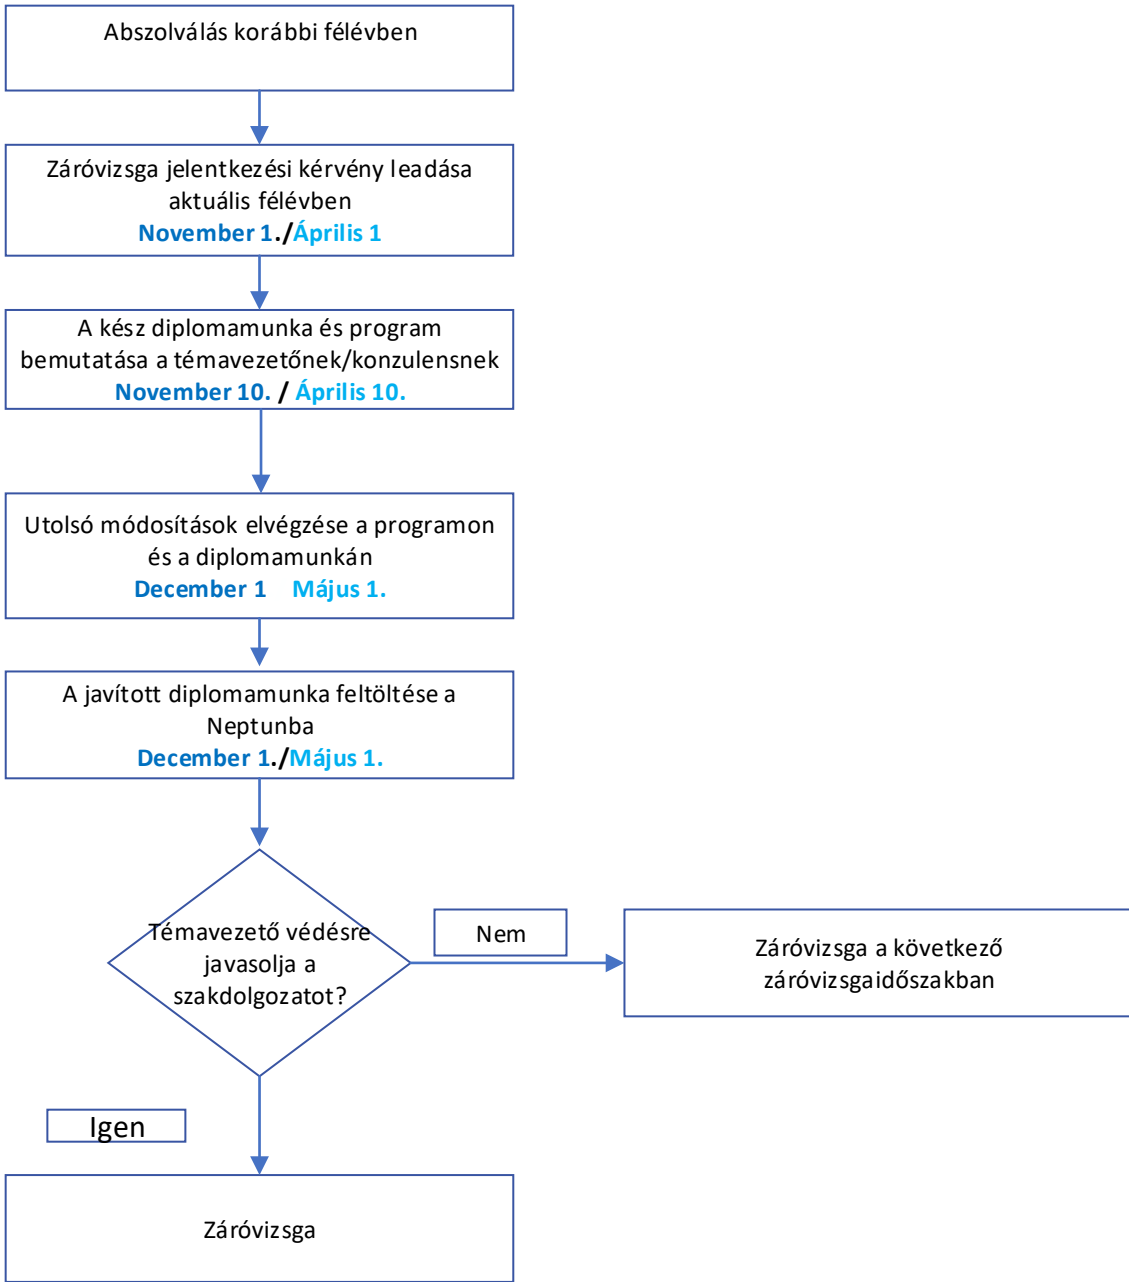 Abszolválás korábbi félévben
Záróvizsga jelentkezési kérvény leadása
aktuális félévben
November 1./Április 1
A kész diplomamunka és program
bemutatása a témavezetőnek/konzulensnek
November 10. / Április 10.
Utolsó módosítások elvégzése a programon
és a diplomamunkán
December 1 Május 1.
A javított diplomamunka feltöltése a
Neptunba
December 1./Május 1.
Témavezető védésre
javasolja a
szakdolgozatot?
Nem
Záróvizsga a következő
záróvizsgaidőszakban
Igen
Záróvizsga